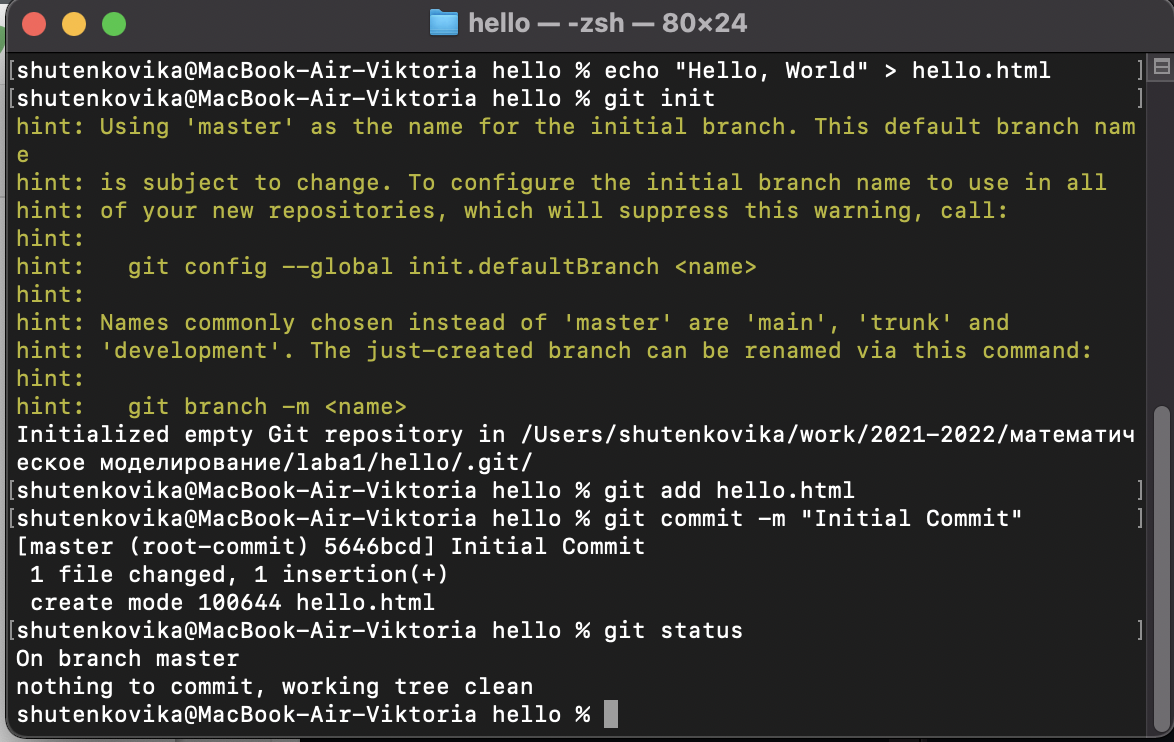 hello — -zsh — 80×24
[shutenkovika@MacBook-Air-Viktoria hello % echo "Hello, World" > hello.html ]
[shutenkovika@MacBook-Air-Viktoria hello % git init ]
hint: Using 'master' as the name for the initial branch. This default branch nam
e
hint: is subject to change. To configure the initial branch name to use in all
hint: of your new repositories, which will suppress this warning, call:
hint:
hint:   git config --global init.defaultBranch <name>
hint:
hint: Names commonly chosen instead of 'master' are 'main', 'trunk' and
hint: 'development'. The just-created branch can be renamed via this command:
hint:
hint:   git branch -m <name>
Initialized empty Git repository in /Users/shutenkovika/work/2021-2022/математич
еское моделирование/laba1/hello/.git/
[shutenkovika@MacBook-Air-Viktoria hello % git add hello.html ]
[shutenkovika@MacBook-Air-Viktoria hello % git commit -m "Initial Commit" ]
[master (root-commit) 5646bcd] Initial Commit
 1 file changed, 1 insertion(+)
 create mode 100644 hello.html
[shutenkovika@MacBook-Air-Viktoria hello % git status ]
On branch master
nothing to commit, working tree clean
shutenkovika@MacBook-Air-Viktoria hello %